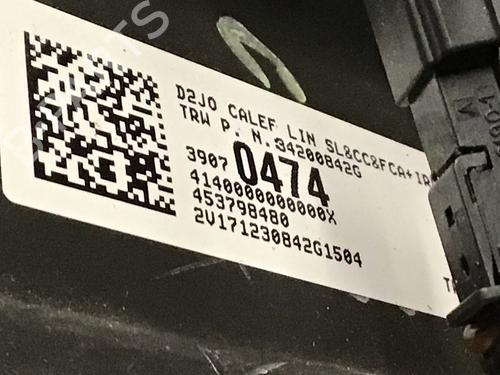 D2JO CALEF LIN SL&CC&FCA+IR
TRW P. N. 34200842G
3907 0474
4140000000000X
453798480
2V171230842G1504